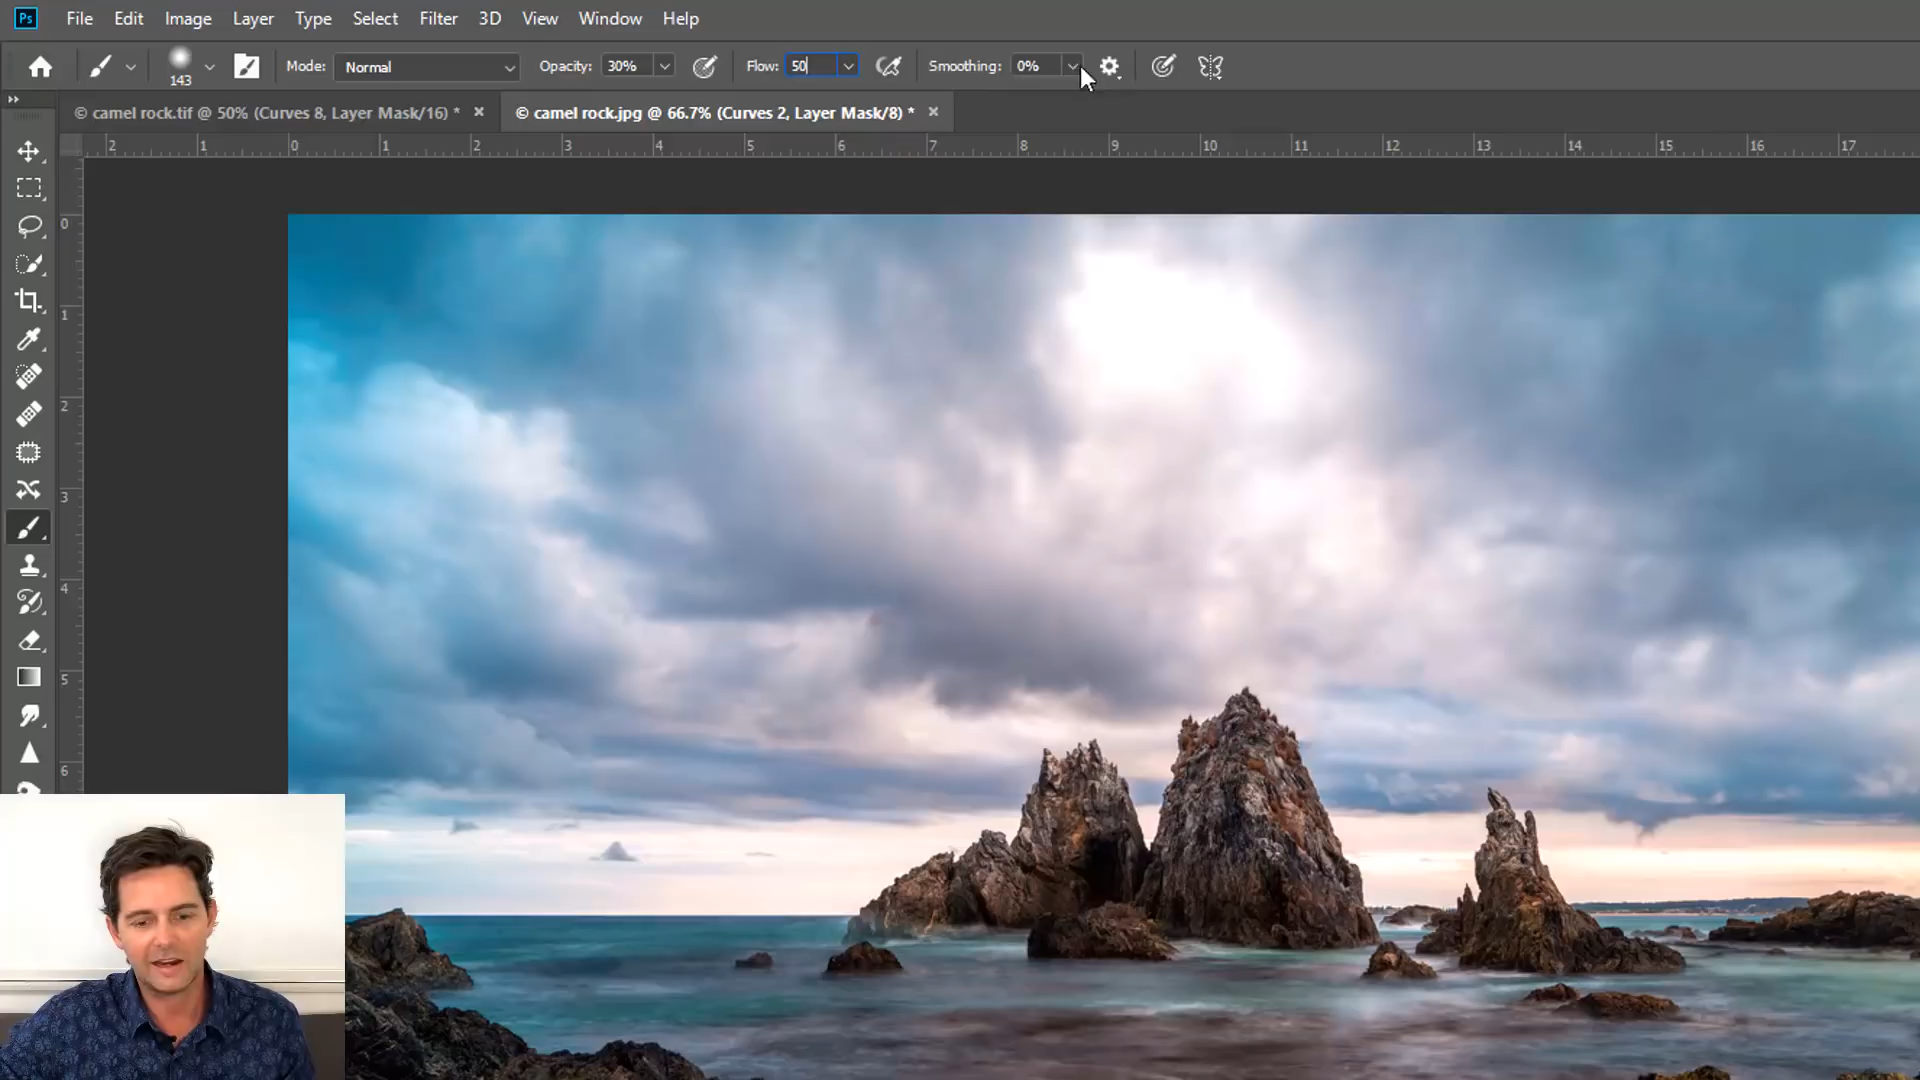 Ps File Edit Image Layer Type Select Filter 3D View Window Help
143 Mode: Normal Opacity: 30% Flow: 50 Smoothing: 0%
© camel rock.tif @ 50% (Curves 8, Layer Mask/16) * × © camel rock.jpg @ 66.7% (Curves 2, Layer Mask/8) * ×
2 1 0 1 2 3 4 5 6 7 8 9 10 11 12 13 14 15 16 17
0
1
2
3
4
5
6